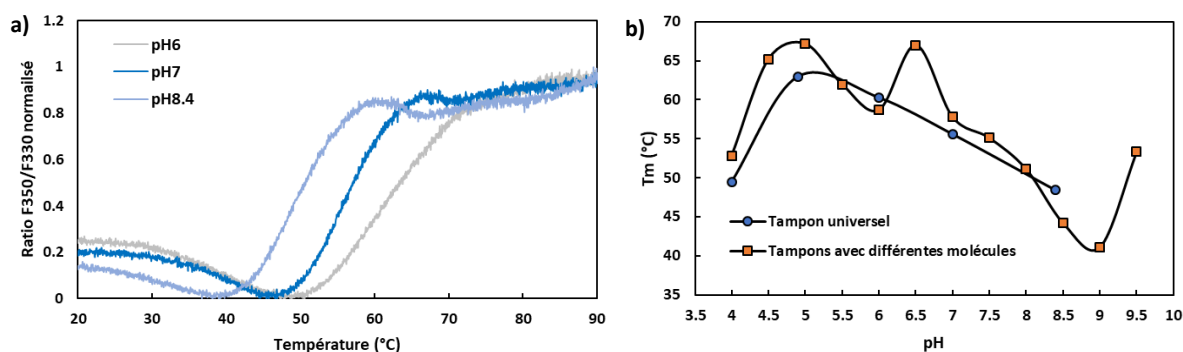 a)
Ratio F350/F330 normailsé
1.2
1
0.8
0.6
0.4
0.2
0
pH6
pH7
pH8.4
20 30 40 50 60 70 80 90
Température (°C)
b)
Tm (°C)
70
65
60
55
50
45
40
35
Tampon universel
Tampons avec différentes molécules
3.5 4 4.5 5 5.5 6 6.5 7 7.5 8 8.5 9 9.5 10
pH